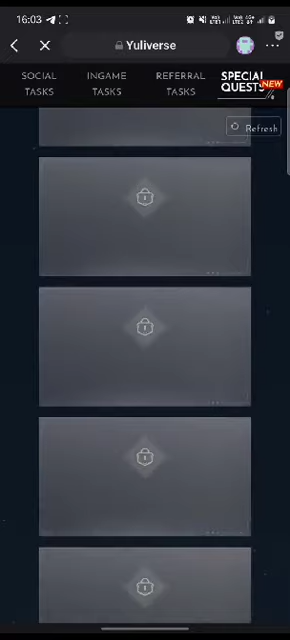 16:03
Yuliverse
SOCIAL TASKS
INGAME TASKS
REFERRAL TASKS
SPECIAL QUESTS
NEW
Refresh